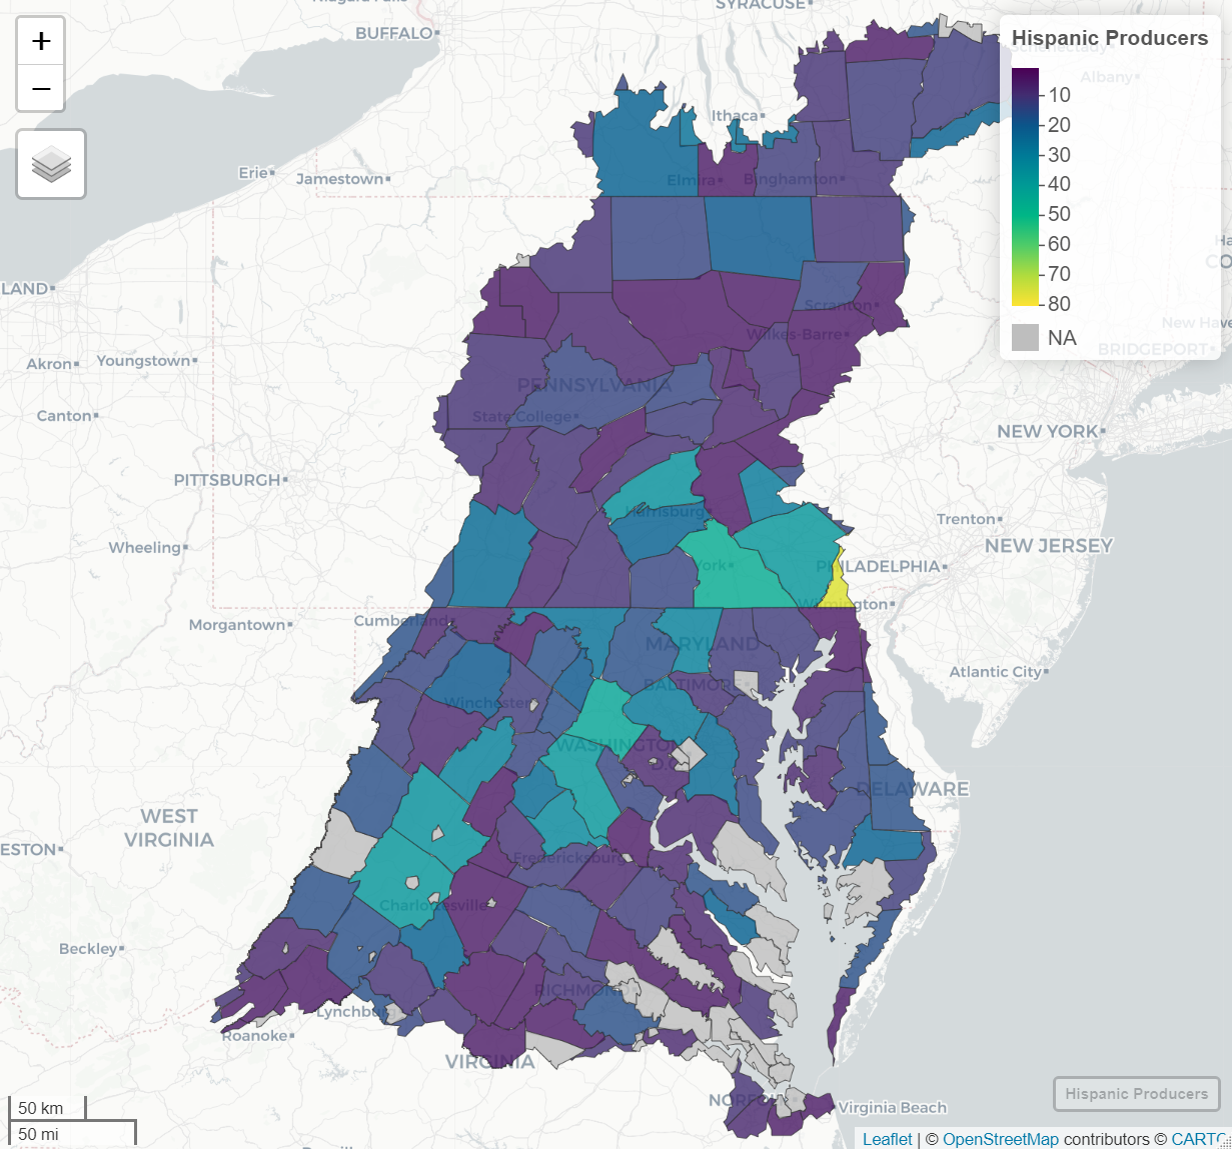 Niagara Falls
SYRACUSE
BUFFALO
Hispanic Producers
Schenectady
10
20
30
40
50
60
70
80
NA
Albany
+
−
Ithaca
Erie
Jamestown
Elmira
Binghamton
LAND
Ha
CO
Scranton
New Have
Wilkes-Barre
BRIDGEPORT
Akron
Youngstown
PENNSYLVANIA
Canton
State College
NEW YORK
PITTSBURGH
Harrisburg
Trenton
Wheeling
NEW JERSEY
York
PHILADELPHIA
Wilmington
Morgantown
Cumberland
MARYLAND
Atlantic City
BALTIMORE
Winchester
WASHINGTON
D.C.
DELAWARE
WEST
VIRGINIA
ESTON
Fredericksburg
Charlottesville
Beckley
RICHMOND
Lynchburg
Roanoke
VIRGINIA
Hispanic Producers
NORFOLK
Virginia Beach
50 km
50 mi
Leaflet | © OpenStreetMap contributors © CARTO